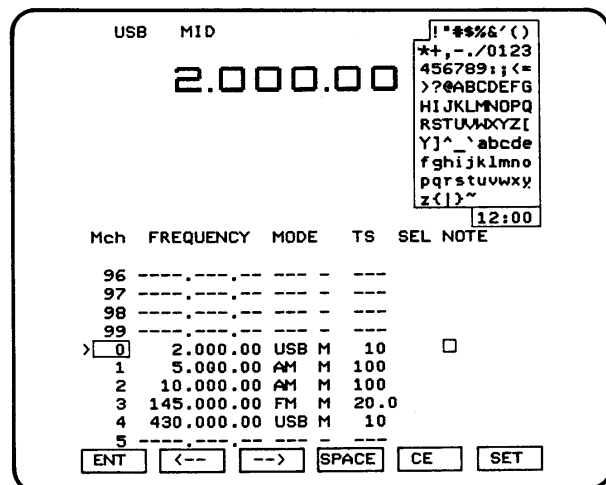 USB MID
2.000.00
!"#$%&'()
*+,-./0123
456789:;<=
>?@ABCDEFG
HIJKLMNOPQ
RSTUVWXYZ[
Y]^_`abcde
fghijklmno
pqrstuvwxy
z{|}~
12:00
Mch FREQUENCY MODE TS SEL NOTE
96 ----.---.-- --- - ---
97 ----.---.-- --- - ---
98 ----.---.-- --- - ---
99 ----.---.-- --- - ---
> 0 2.000.00 USB M 10
1 5.000.00 AM M 100
2 10.000.00 AM M 100
3 145.000.00 FM M 20.0
4 430.000.00 USB M 10
5 ----.---.-- --- - ---
ENT <-- --> SPACE CE SET